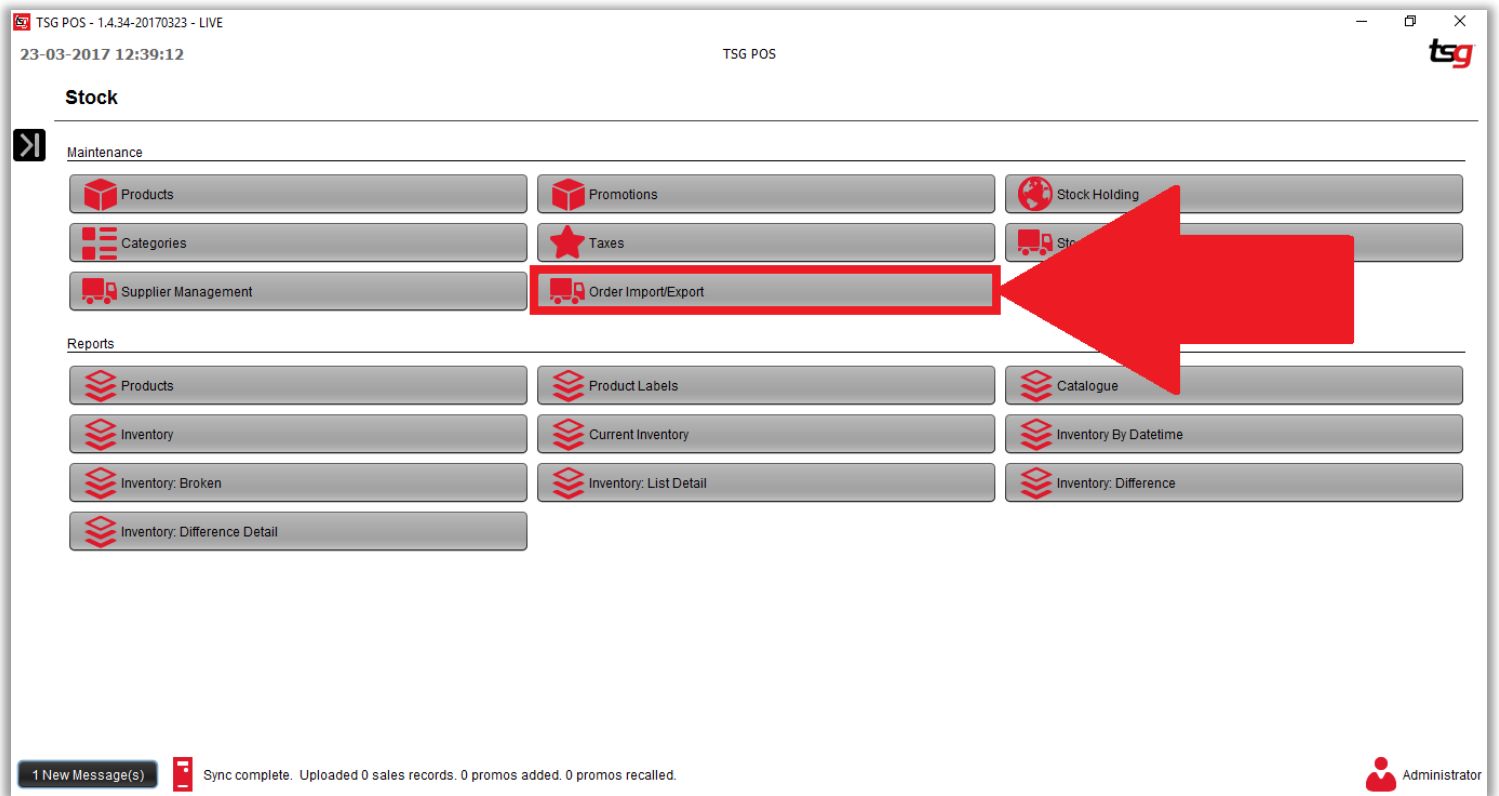 TSG POS - 1.4.34-20170323 - LIVE
23-03-2017 12:39:12
TSG POS
tsg
Stock
Maintenance
Products
Promotions
Stock Holding
Categories
Taxes
Supplier Management
Order Import/Export
Reports
Products
Product Labels
Catalogue
Inventory
Current Inventory
Inventory By Datetime
Inventory: Broken
Inventory: List Detail
Inventory: Difference
Inventory: Difference Detail
1 New Message(s)
Sync complete. Uploaded 0 sales records. 0 promos added. 0 promos recalled.
Administrator